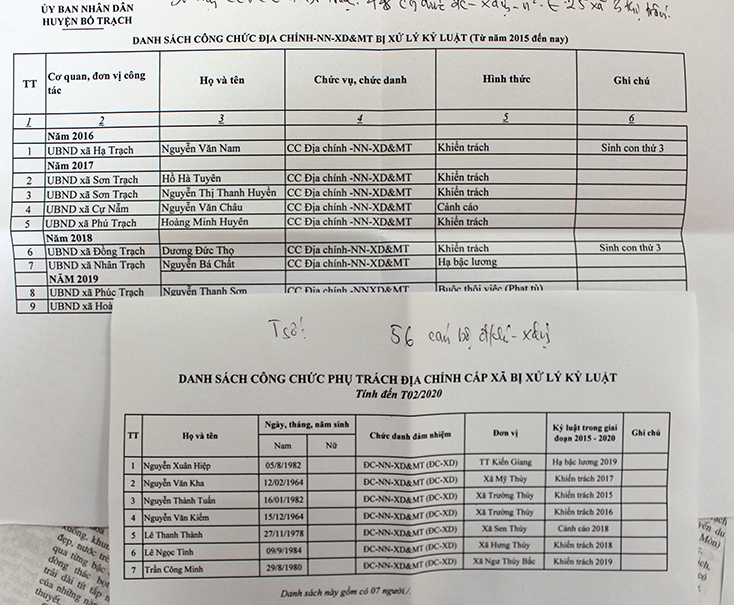 ỦY BAN NHÂN DÂN
HUYỆN BỐ TRẠCH
25 xã 3 thị trấn.
DANH SÁCH CÔNG CHỨC ĐỊA CHÍNH-NN-XD&MT BỊ XỬ LÝ KỶ LUẬT (Từ năm 2015 đến nay)
TT Cơ quan, đơn vị công tác Họ và tên Chức vụ, chức danh Hình thức Ghi chú
1 2 3 4 5 6
Năm 2016
1 UBND xã Hạ Trạch Nguyễn Văn Nam CC Địa chính -NN-XD&MT Khiển trách Sinh con thứ 3
Năm 2017
2 UBND xã Sơn Trạch Hồ Hà Tuyên CC Địa chính -NN-XD&MT Khiển trách
3 UBND xã Sơn Trạch Nguyễn Thị Thanh Huyền CC Địa chính -NN-XD&MT Khiển trách
4 UBND xã Cự Nẫm Nguyễn Văn Châu CC Địa chính -NN-XD&MT Cảnh cáo
5 UBND xã Phú Trạch Hoàng Minh Huyên CC Địa chính-NN-XD&MT Khiển trách
Năm 2018
6 UBND xã Đồng Trạch Dương Đức Thọ CC Địa chính-NN-XD&MT Khiển trách Sinh con thứ 3
7 UBND xã Nhân Trạch Nguyễn Bá Chất CC Địa chính-NN-XD&MT Hạ bậc lương
NĂM 2019
8 UBND xã Phúc Trạch Nguyễn Thanh Sơn CC Địa chính -NNXD&MT Buộc thôi việc (Phạt tù)
9 UBND xã Hoà
T số: 56 cán bộ đ/chí - xdựng
DANH SÁCH CÔNG CHỨC PHỤ TRÁCH ĐỊA CHÍNH CẤP XÃ BỊ XỬ LÝ KỶ LUẬT
Tính đến T02/2020
TT Họ và tên Ngày, tháng, năm sinh Chức danh đảm nhiệm Đơn vị Kỷ luật trong giai đoạn 2015 - 2020 Ghi chú
Nam Nữ
1 Nguyễn Xuân Hiệp 05/8/1982 ĐC-NN-XD&MT (ĐC-XD) TT Kiến Giang Hạ bậc lương 2019
2 Nguyễn Văn Kha 12/02/1964 ĐC-NN-XD&MT (ĐC-XD) Xã Mỹ Thủy Khiển trách 2017
3 Nguyễn Thành Tuấn 16/01/1982 ĐC-NN-XD&MT (ĐC-XD) Xã Trường Thủy Khiển trách 2015
4 Nguyễn Văn Kiếm 15/12/1964 ĐC-NN-XD&MT (ĐC-XD) Xã Trường Thủy Khiển trách 2016
5 Lê Thanh Thành 27/11/1978 ĐC-NN-XD&MT (ĐC-XD) Xã Sen Thủy Cảnh cáo 2018
6 Lê Ngọc Tình 09/9/1984 ĐC-NN-XD&MT (ĐC-XD) Xã Hưng Thủy Khiển trách 2018
7 Trần Công Minh 29/8/1980 ĐC-NN-XD&MT (ĐC-XD) Xã Ngư Thủy Bắc Khiển trách 2019
Danh sách này gồm có 07 người./.